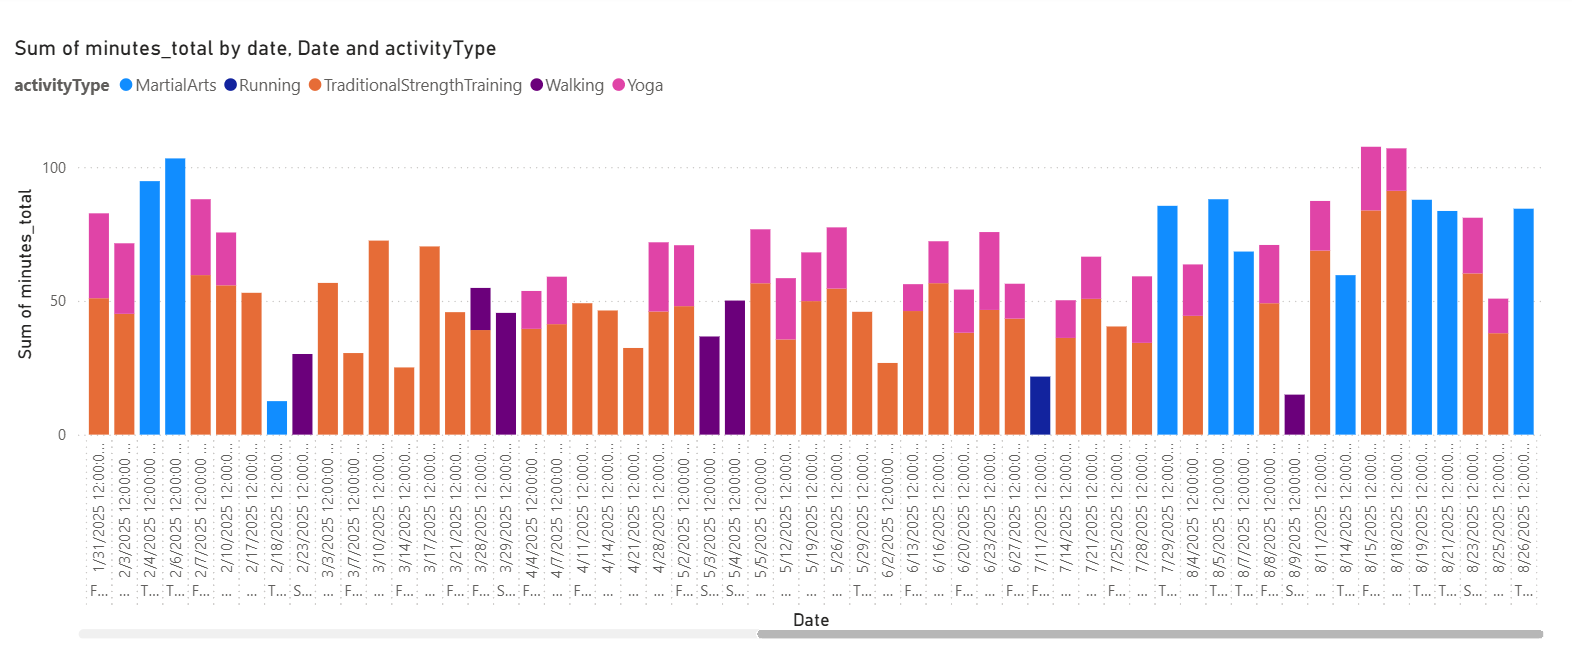 Sum of minutes_total by date, Date and activityType
activityType MartialArts Running TraditionalStrengthTraining Walking Yoga
Sum of minutes_total
100
50
0
1/31/2025 12:00:0...
2/3/2025 12:00:00 ...
2/4/2025 12:00:00 ...
2/6/2025 12:00:00 ...
2/7/2025 12:00:00 ...
2/10/2025 12:00:0...
2/17/2025 12:00:0...
2/18/2025 12:00:0...
2/23/2025 12:00:0...
3/3/2025 12:00:00 ...
3/7/2025 12:00:00 ...
3/10/2025 12:00:0...
3/14/2025 12:00:0...
3/17/2025 12:00:0...
3/21/2025 12:00:0...
3/28/2025 12:00:0...
3/29/2025 12:00:0...
4/4/2025 12:00:00 ...
4/7/2025 12:00:00 ...
4/11/2025 12:00:0...
4/14/2025 12:00:0...
4/21/2025 12:00:0...
4/28/2025 12:00:0...
5/2/2025 12:00:00 ...
5/3/2025 12:00:00 ...
5/4/2025 12:00:00 ...
5/5/2025 12:00:00 ...
5/12/2025 12:00:0...
5/19/2025 12:00:0...
5/26/2025 12:00:0...
5/29/2025 12:00:0...
6/2/2025 12:00:00 ...
6/13/2025 12:00:0...
6/16/2025 12:00:0...
6/20/2025 12:00:0...
6/23/2025 12:00:0...
6/27/2025 12:00:0...
7/11/2025 12:00:0...
7/14/2025 12:00:0...
7/21/2025 12:00:0...
7/25/2025 12:00:0...
7/28/2025 12:00:0...
7/29/2025 12:00:0...
8/4/2025 12:00:00 ...
8/5/2025 12:00:00 ...
8/7/2025 12:00:00 ...
8/8/2025 12:00:00 ...
8/9/2025 12:00:00 ...
8/11/2025 12:00:0...
8/14/2025 12:00:0...
8/15/2025 12:00:0...
8/18/2025 12:00:0...
8/19/2025 12:00:0...
8/21/2025 12:00:0...
8/23/2025 12:00:0...
8/25/2025 12:00:0...
8/26/2025 12:00:0...
F... ... T... T... F... ... ... T... S... ... F... ... F... ... F... F... S... F... ... F... ... ... ... F... S... S... ... ... ... ... T... ... F... ... F... ... F... F... ... ... F... ... T... ... T... T... F... S... ... T... F... ... T... T... S... ... T...
Date